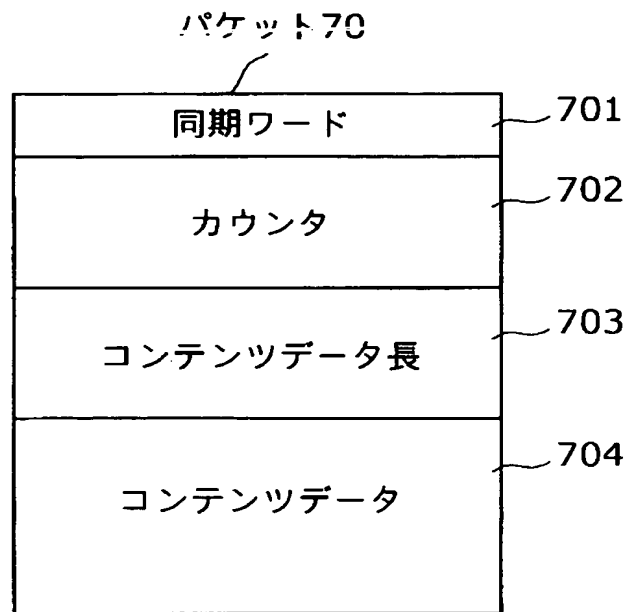 パケット70
同期ワード
701
カウンタ
702
コンテンツデータ長
703
コンテンツデータ
704